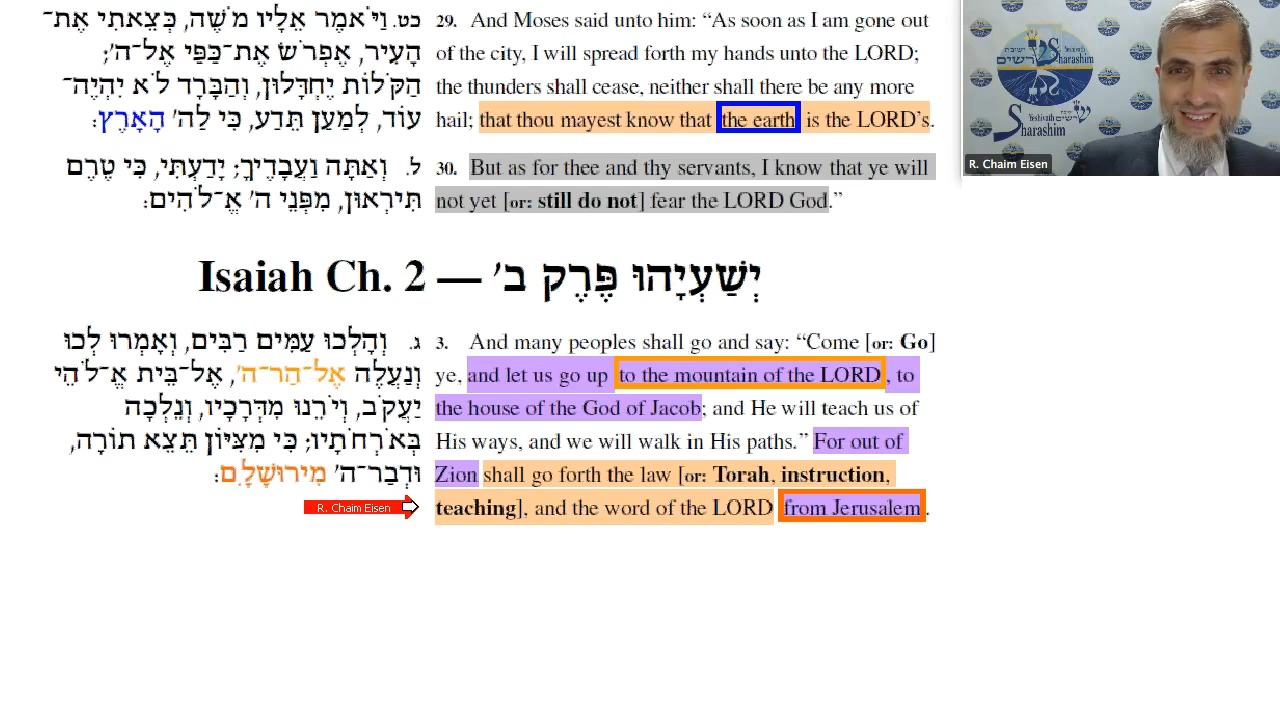 כט. וַיֹּאמֶר אֵלָיו מֹשֶׁה, כְּצֵאתִי אֶת־
הָעִיר, אֶפְרֹשׂ אֶת־כַּפַּי אֶל־ה׳;
הַקֹּלוֹת יֶחְדָּלוּן, וְהַבָּרָד לֹא יִהְיֶה־
עוֹד, לְמַעַן תֵּדַע, כִּי לַה׳ הָאָרֶץ:
29. And Moses said unto him: “As soon as I am gone out
of the city, I will spread forth my hands unto the LORD;
the thunders shall cease, neither shall there be any more
hail; that thou mayest know that the earth is the LORD’s.
ל. וְאַתָּה וַעֲבָדֶיךָ; יָדַעְתִּי, כִּי טֶרֶם
תִּירְאוּן, מִפְּנֵי ה׳ אֱ־לֹהִים:
30. But as for thee and thy servants, I know that ye will
not yet [or: still do not] fear the LORD God.”
Isaiah Ch. 2 — יְשַׁעְיָהוּ פֶּרֶק ב׳
ג. וְהָלְכוּ עַמִּים רַבִּים, וְאָמְרוּ לְכוּ
וְנַעֲלֶה אֶל־הַר־ה׳, אֶל־בֵּית אֱ־לֹהֵי
יַעֲקֹב, וְיֹרֵנוּ מִדְּרָכָיו, וְנֵלְכָה
בְּאֹרְחֹתָיו; כִּי מִצִּיּוֹן תֵּצֵא תוֹרָה,
וּדְבַר־ה׳ מִירוּשָׁלָ‍ִם:
3. And many peoples shall go and say: “Come [or: Go]
ye, and let us go up to the mountain of the LORD, to
the house of the God of Jacob; and He will teach us of
His ways, and we will walk in His paths.” For out of
Zion shall go forth the law [or: Torah, instruction,
teaching], and the word of the LORD from Jerusalem.
R. Chaim Eisen
Yeshivath
Sharashim
R. Chaim Eisen